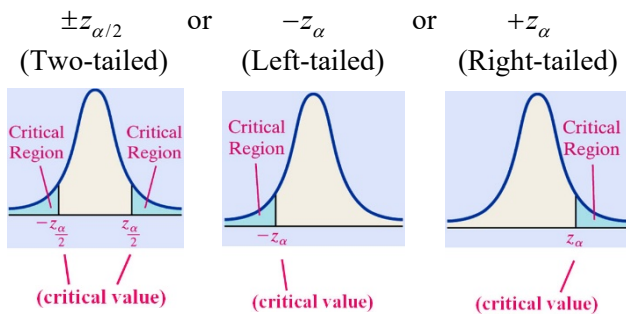 ±z_{α/2} or −z_α or +z_α
(Two-tailed) (Left-tailed) (Right-tailed)
Critical Region
Critical Region
−z_{α/2}
z_{α/2}
(critical value)
Critical Region
−z_α
(critical value)
Critical Region
z_α
(critical value)